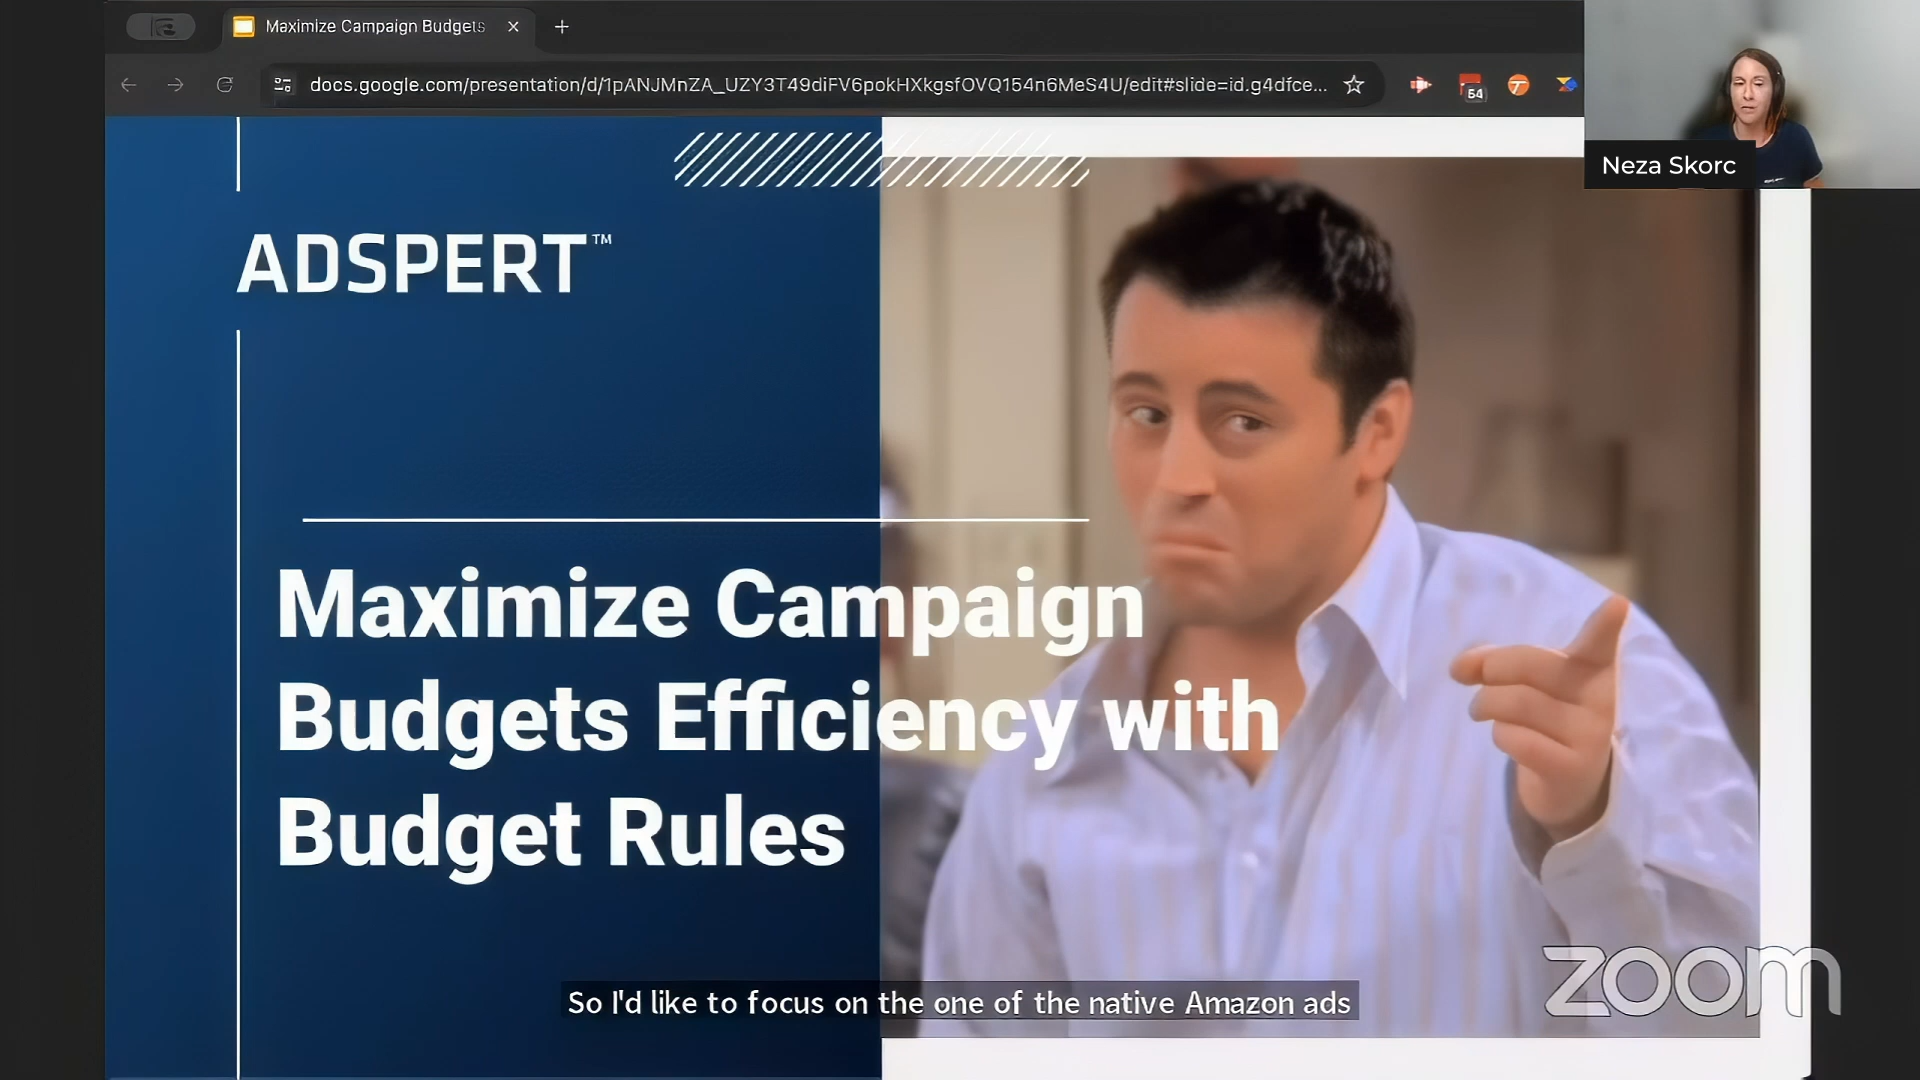 Maximize Campaign Budgets
docs.google.com/presentation/d/1pANJMnZA_UZY3T49diFV6pokHXkgsfOVQ154n6MeS4U/edit#slide=id.g4dfce...
64
Neza Skorc
ADSPERT™
Maximize Campaign
Budgets Efficiency with
Budget Rules
So I'd like to focus on the one of the native Amazon ads
zoom